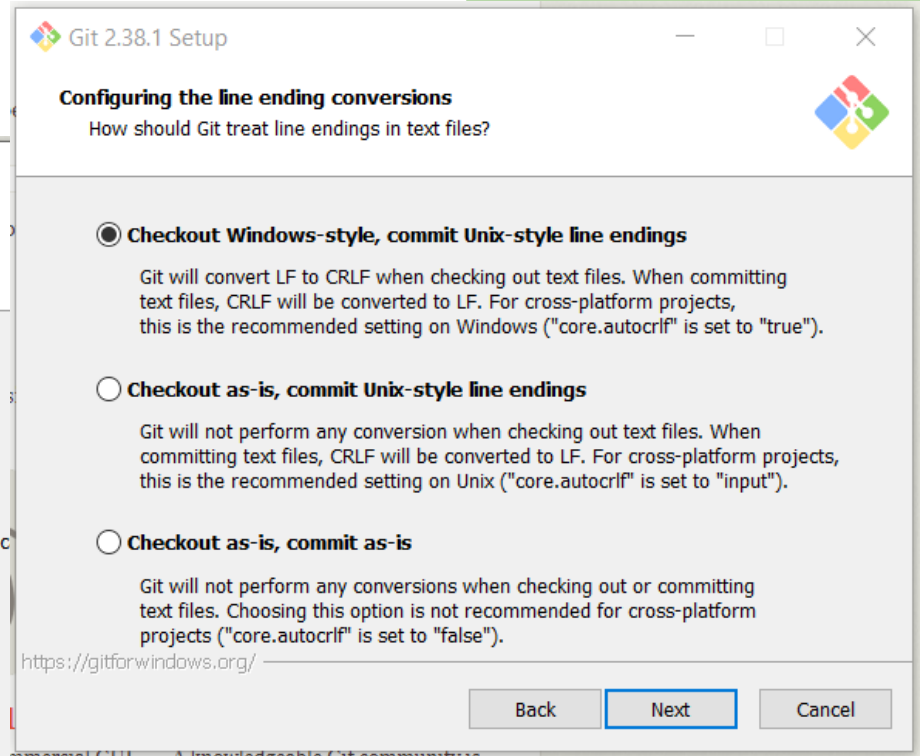 Git 2.38.1 Setup
Configuring the line ending conversions
How should Git treat line endings in text files?
Checkout Windows-style, commit Unix-style line endings
Git will convert LF to CRLF when checking out text files. When committing
text files, CRLF will be converted to LF. For cross-platform projects,
this is the recommended setting on Windows ("core.autocrlf" is set to "true").
Checkout as-is, commit Unix-style line endings
Git will not perform any conversion when checking out text files. When
committing text files, CRLF will be converted to LF. For cross-platform projects,
this is the recommended setting on Unix ("core.autocrlf" is set to "input").
Checkout as-is, commit as-is
Git will not perform any conversions when checking out or committing
text files. Choosing this option is not recommended for cross-platform
projects ("core.autocrlf" is set to "false").
https://gitforwindows.org/
Back
Next
Cancel